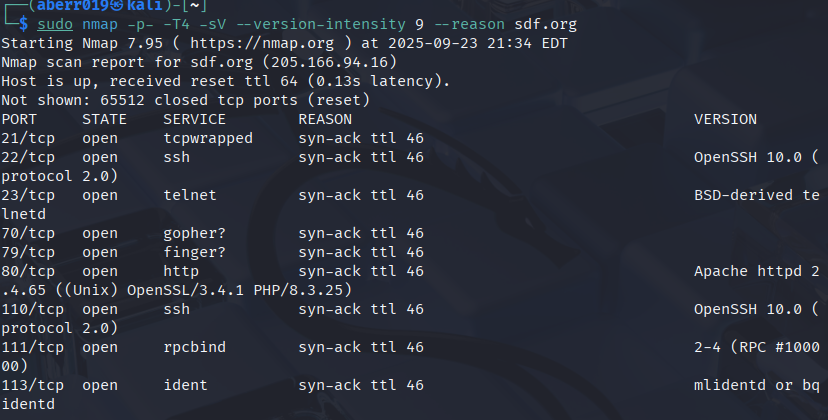 ┌──(aberr019㉿kali)-[~]
└─$ sudo nmap -p- -T4 -sV --version-intensity 9 --reason sdf.org
Starting Nmap 7.95 ( https://nmap.org ) at 2025-09-23 21:34 EDT
Nmap scan report for sdf.org (205.166.94.16)
Host is up, received reset ttl 64 (0.13s latency).
Not shown: 65512 closed tcp ports (reset)
PORT     STATE SERVICE        REASON                                      VERSION
21/tcp   open  tcpwrapped     syn-ack ttl 46
22/tcp   open  ssh            syn-ack ttl 46                              OpenSSH 10.0 (
protocol 2.0)
23/tcp   open  telnet         syn-ack ttl 46                              BSD-derived te
lnetd
70/tcp   open  gopher?        syn-ack ttl 46
79/tcp   open  finger?        syn-ack ttl 46
80/tcp   open  http           syn-ack ttl 46                              Apache httpd 2
.4.65 ((Unix) OpenSSL/3.4.1 PHP/8.3.25)
110/tcp  open  ssh            syn-ack ttl 46                              OpenSSH 10.0 (
protocol 2.0)
111/tcp  open  rpcbind        syn-ack ttl 46                              2-4 (RPC #1000
00)
113/tcp  open  ident          syn-ack ttl 46                              mlidentd or bq
identd